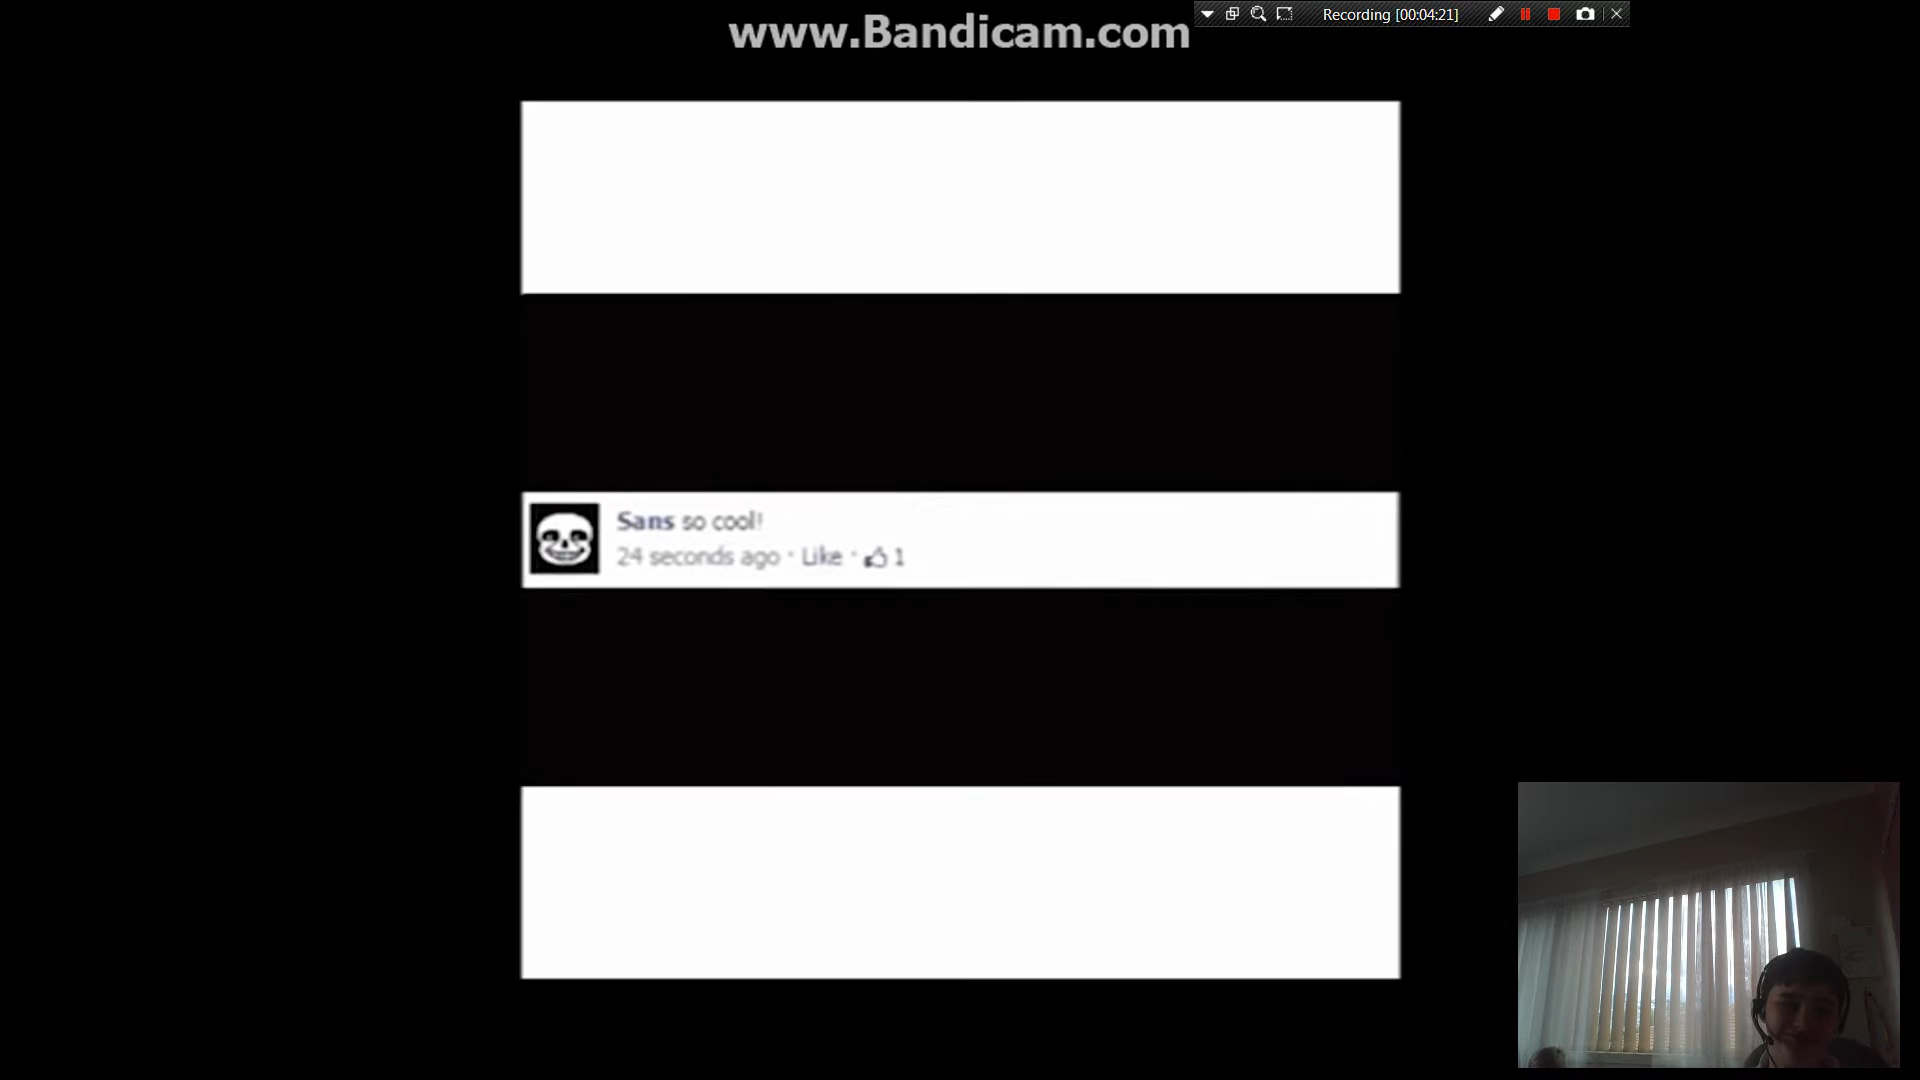 www.Bandicam.com
Recording [00:04:21]
Sans so cool!
24 seconds ago · Like · 1